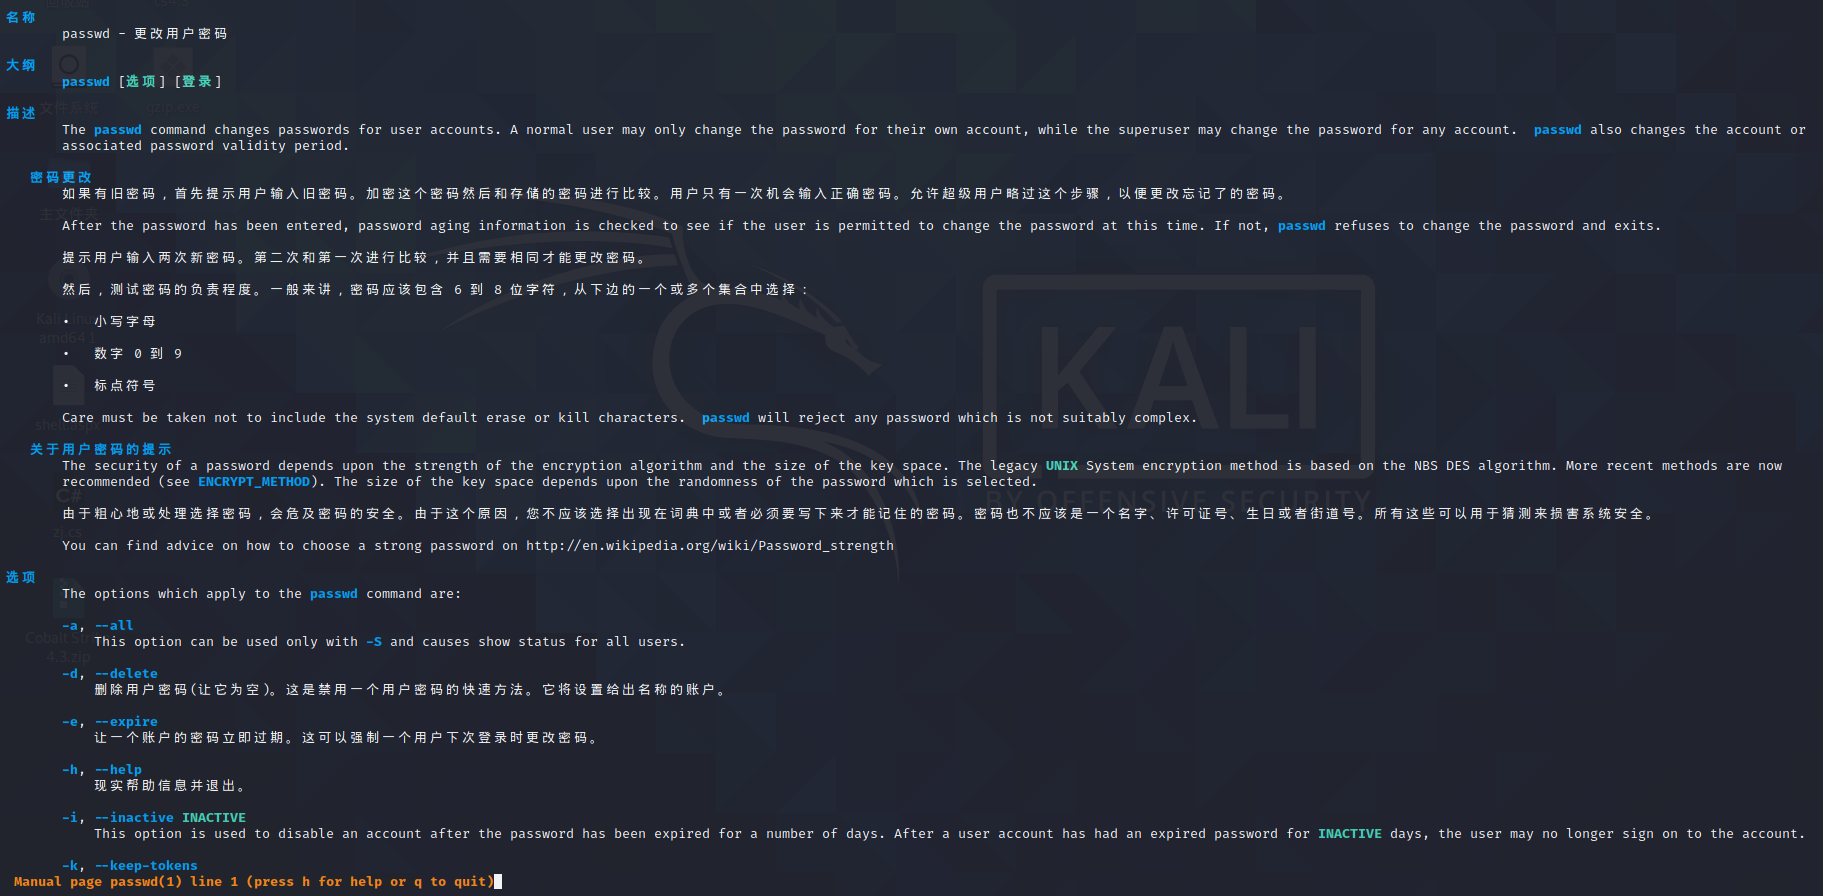 名称
passwd - 更改用户密码
大纲
passwd [选项] [登录]
描述
The passwd command changes passwords for user accounts. A normal user may only change the password for their own account, while the superuser may change the password for any account.  passwd also changes the account or
associated password validity period.
密码更改
如果有旧密码，首先提示用户输入旧密码。加密这个密码然后和存储的密码进行比较。用户只有一次机会输入正确密码。允许超级用户略过这个步骤，以便更改忘记了的密码。
After the password has been entered, password aging information is checked to see if the user is permitted to change the password at this time. If not, passwd refuses to change the password and exits.
提示用户输入两次新密码。第二次和第一次进行比较，并且需要相同才能更改密码。
然后，测试密码的负责程度。一般来讲，密码应该包含 6 到 8 位字符，从下边的一个或多个集合中选择：
• 小写字母
• 数字 0 到 9
• 标点符号
Care must be taken not to include the system default erase or kill characters.  passwd will reject any password which is not suitably complex.
关于用户密码的提示
The security of a password depends upon the strength of the encryption algorithm and the size of the key space. The legacy UNIX System encryption method is based on the NBS DES algorithm. More recent methods are now
recommended (see ENCRYPT_METHOD). The size of the key space depends upon the randomness of the password which is selected.
由于粗心地或处理选择密码，会危及密码的安全。由于这个原因，您不应该选择出现在词典中或者必须要写下来才能记住的密码。密码也不应该是一个名字、许可证号、生日或者街道号。所有这些可以用于猜测来损害系统安全。
You can find advice on how to choose a strong password on http://en.wikipedia.org/wiki/Password_strength
选项
The options which apply to the passwd command are:
-a, --all
This option can be used only with -S and causes show status for all users.
-d, --delete
删除用户密码(让它为空)。这是禁用一个用户密码的快速方法。它将设置给出名称的账户。
-e, --expire
让一个账户的密码立即过期。这可以强制一个用户下次登录时更改密码。
-h, --help
现实帮助信息并退出。
-i, --inactive INACTIVE
This option is used to disable an account after the password has been expired for a number of days. After a user account has had an expired password for INACTIVE days, the user may no longer sign on to the account.
-k, --keep-tokens
Manual page passwd(1) line 1 (press h for help or q to quit)
KALI
BY OFFENSIVE SECURITY
文件系统
gzip.exe
主文件夹
Kali Linux
amd64 1
shell.aspx
C#
zj.cs
4.3.zip